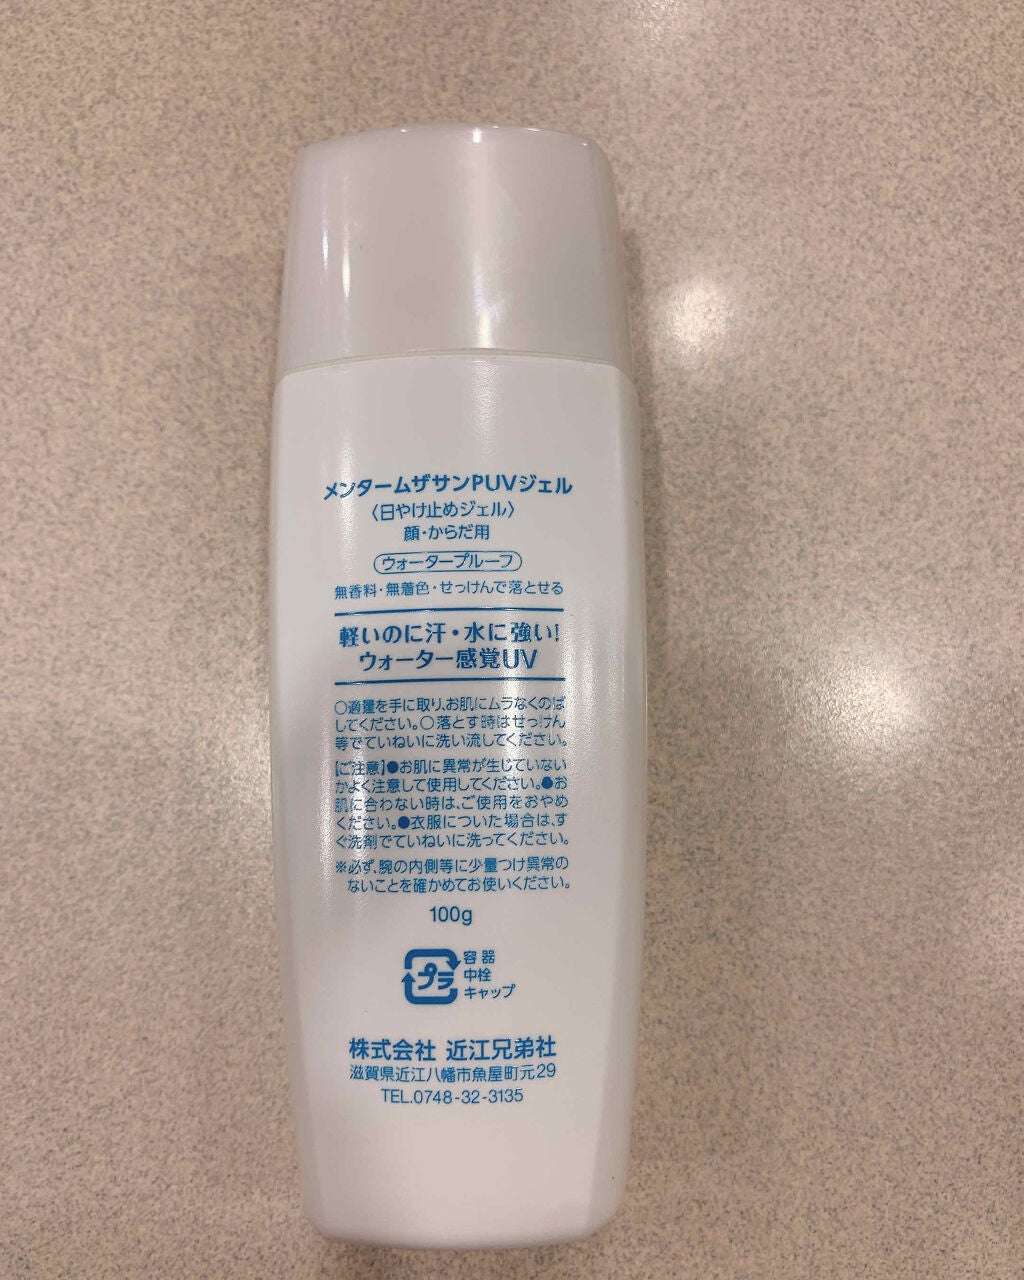 メンタームザサンPUVジェル
〈日やけ止めジェル〉
顔・からだ用
ウォータープルーフ
無香料・無着色・せっけんで落とせる
軽いのに汗・水に強い!
ウォーター感覚UV
○適量を手に取り、お肌にムラなくのば
してください。○落とす時はせっけん
等でていねいに洗い流してください。
【ご注意】●お肌に異常が生じていない
かよく注意して使用してください。●お
肌に合わない時は、ご使用をおやめ
ください。●衣服についた場合は、す
ぐ洗剤でていねいに洗ってください。
※必ず、腕の内側等に少量つけ異常の
ないことを確かめてお使いください。
100g
プラ
容器
中栓
キャップ
株式会社 近江兄弟社
滋賀県近江八幡市魚屋町元29
TEL.0748-32-3135